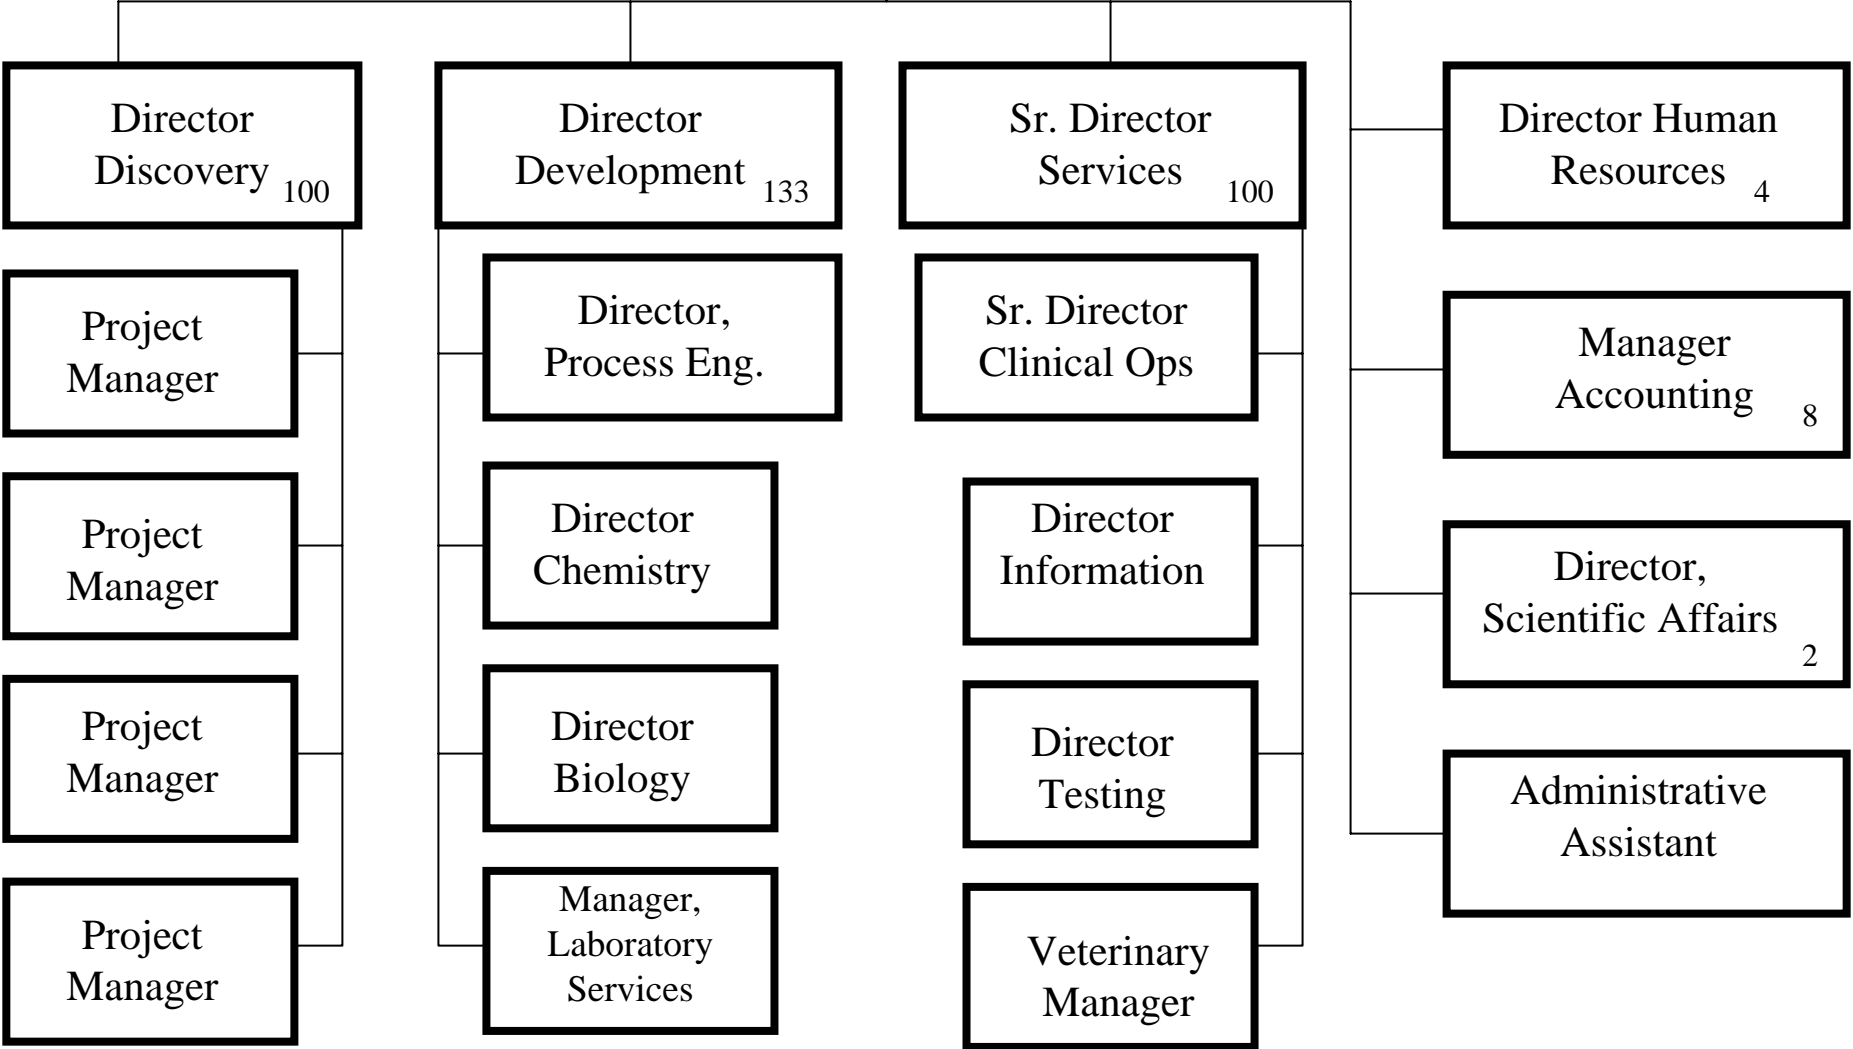 Director
Discovery 100
Project
Manager
Project
Manager
Project
Manager
Project
Manager
Director
Development 133
Director,
Process Eng.
Director
Chemistry
Director
Biology
Manager,
Laboratory
Services
Sr. Director
Services 100
Sr. Director
Clinical Ops
Director
Information
Director
Testing
Veterinary
Manager
Director Human
Resources 4
Manager
Accounting 8
Director,
Scientific Affairs
2
Administrative
Assistant